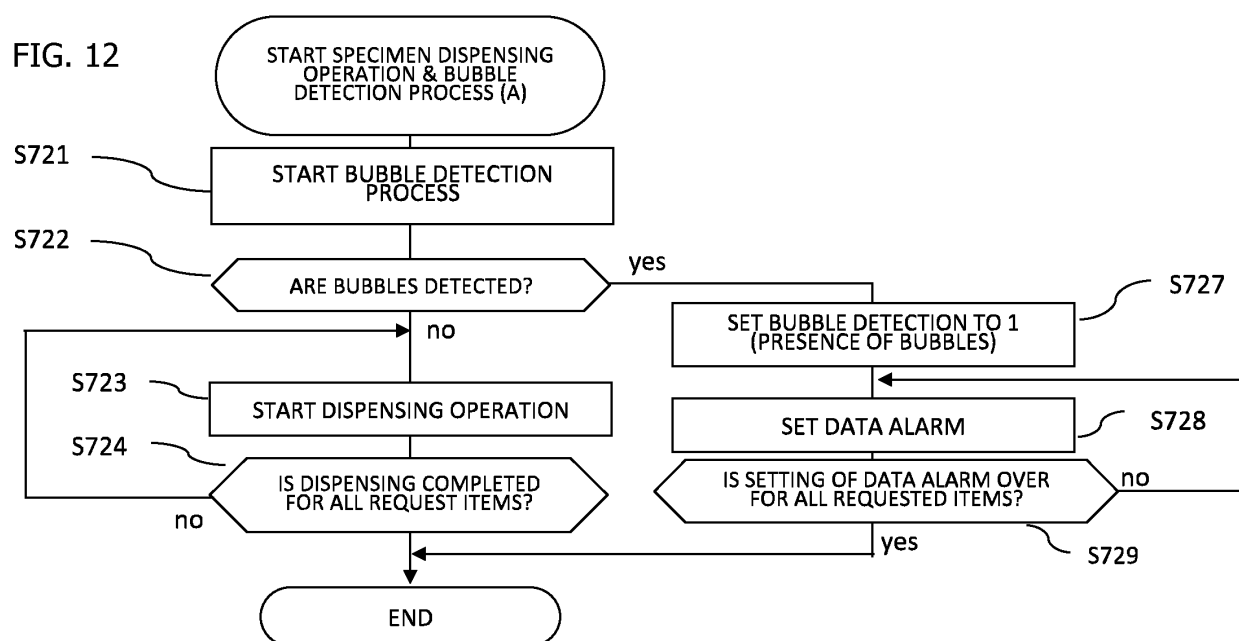 FIG. 12
START SPECIMEN DISPENSING
OPERATION & BUBBLE
DETECTION PROCESS (A)
S721
START BUBBLE DETECTION
PROCESS
S722
ARE BUBBLES DETECTED?
yes
no
S727
SET BUBBLE DETECTION TO 1
(PRESENCE OF BUBBLES)
S723
START DISPENSING OPERATION
S728
SET DATA ALARM
S724
IS DISPENSING COMPLETED
FOR ALL REQUEST ITEMS?
no
IS SETTING OF DATA ALARM OVER
FOR ALL REQUESTED ITEMS?
no
yes
S729
END